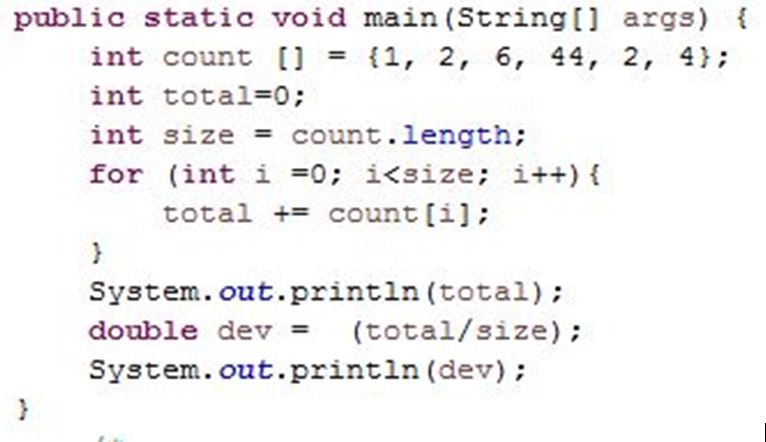 public static void main(String[] args) {
    int count [] = {1, 2, 6, 44, 2, 4};
    int total=0;
    int size = count.length;
    for (int i =0; i<size; i++){
        total += count[i];
    }
    System.out.println(total);
    double dev =  (total/size);
    System.out.println(dev);
}